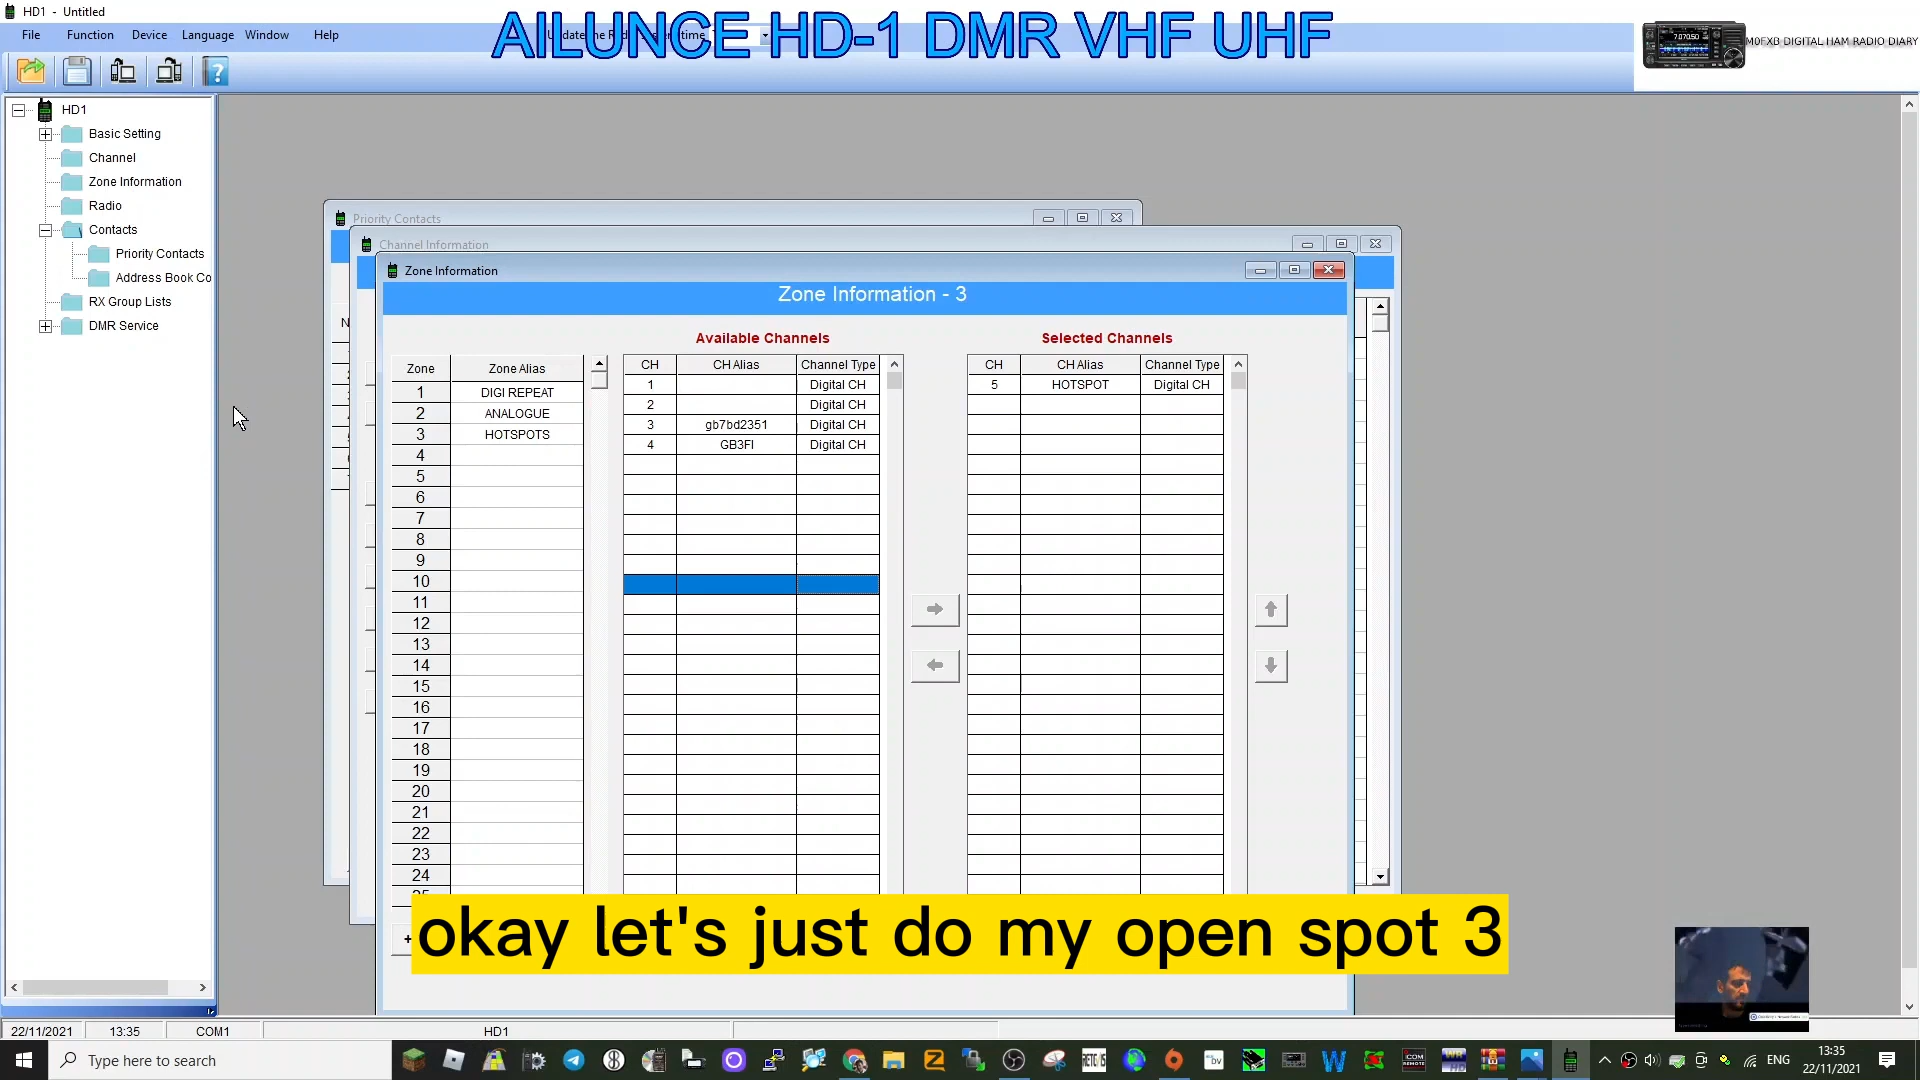 HD1 - Untitled
File Function Device Language Window Help
AILUNCE HD-1 DMR VHF UHF
M0FXB DIGITAL HAM RADIO DIARY
HD1
Basic Setting
Channel
Zone Information
Radio
Contacts
Priority Contacts
Address Book Co
RX Group Lists
DMR Service
Priority Contacts
Channel Information
Zone Information
Zone Information - 3
Available Channels Selected Channels
Zone Zone Alias CH CH Alias Channel Type CH CH Alias Channel Type
1 DIGI REPEAT
2 ANALOGUE
3 HOTSPOTS
4
5
6
7
8
9
10
11
12
13
14
15
16
17
18
19
20
21
22
23
24
1 Digital CH
2 Digital CH
3 gb7bd2351 Digital CH
4 GB3FI Digital CH
5 HOTSPOT Digital CH
okay let's just do my open spot 3
22/11/2021 13:35 COM1 HD1
Type here to search
ENG
13:35
22/11/2021